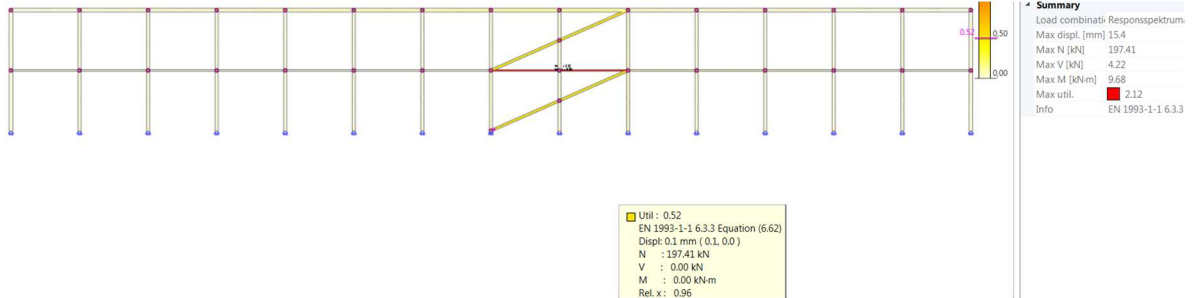 Summary
Load combinati Responsspektrum
0.52
0.50
Max displ. [mm] 15.4
Max N [kN] 197.41
Max V [kN] 4.22
0.00
Max M [kN·m] 9.68
Max util. 2.12
Info EN 1993-1-1 6.3.3
Util : 0.52
EN 1993-1-1 6.3.3 Equation (6.62)
Displ: 0.1 mm ( 0.1, 0.0 )
N : 197.41 kN
V : 0.00 kN
M : 0.00 kN·m
Rel. x : 0.96